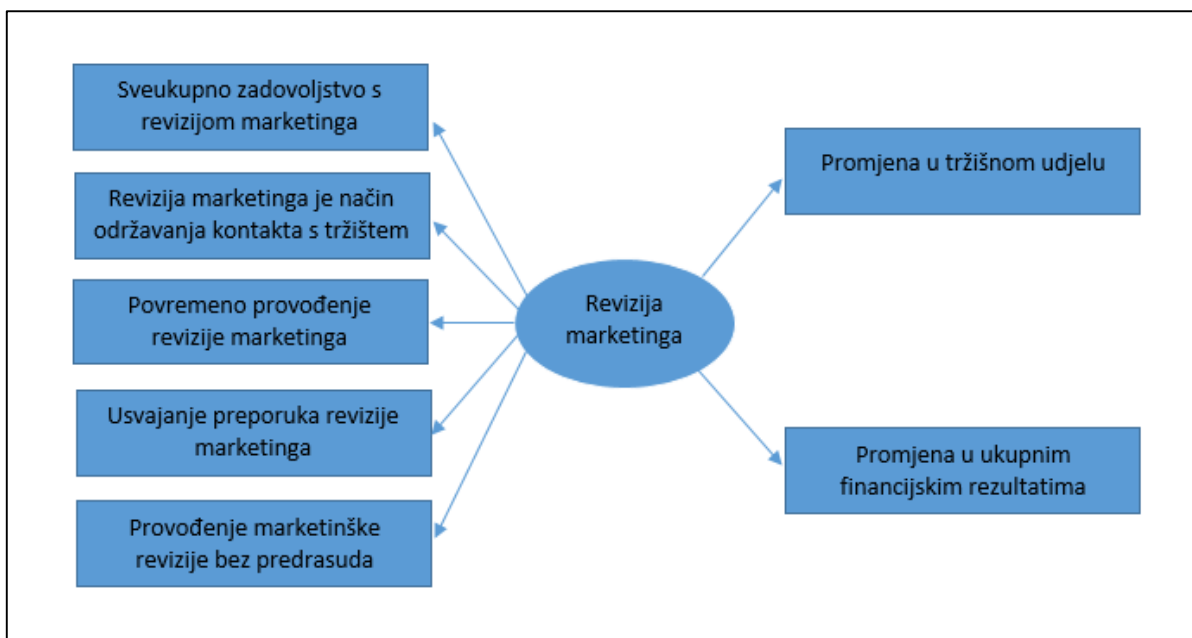 Sveukupno zadovoljstvo s
revizijom marketinga
Revizija marketinga je način
održavanja kontakta s tržištem
Povremeno provođenje
revizije marketinga
Usvajanje preporuka revizije
marketinga
Provođenje marketinške
revizije bez predrasuda
Revizija
marketinga
Promjena u tržišnom udjelu
Promjena u ukupnim
financijskim rezultatima